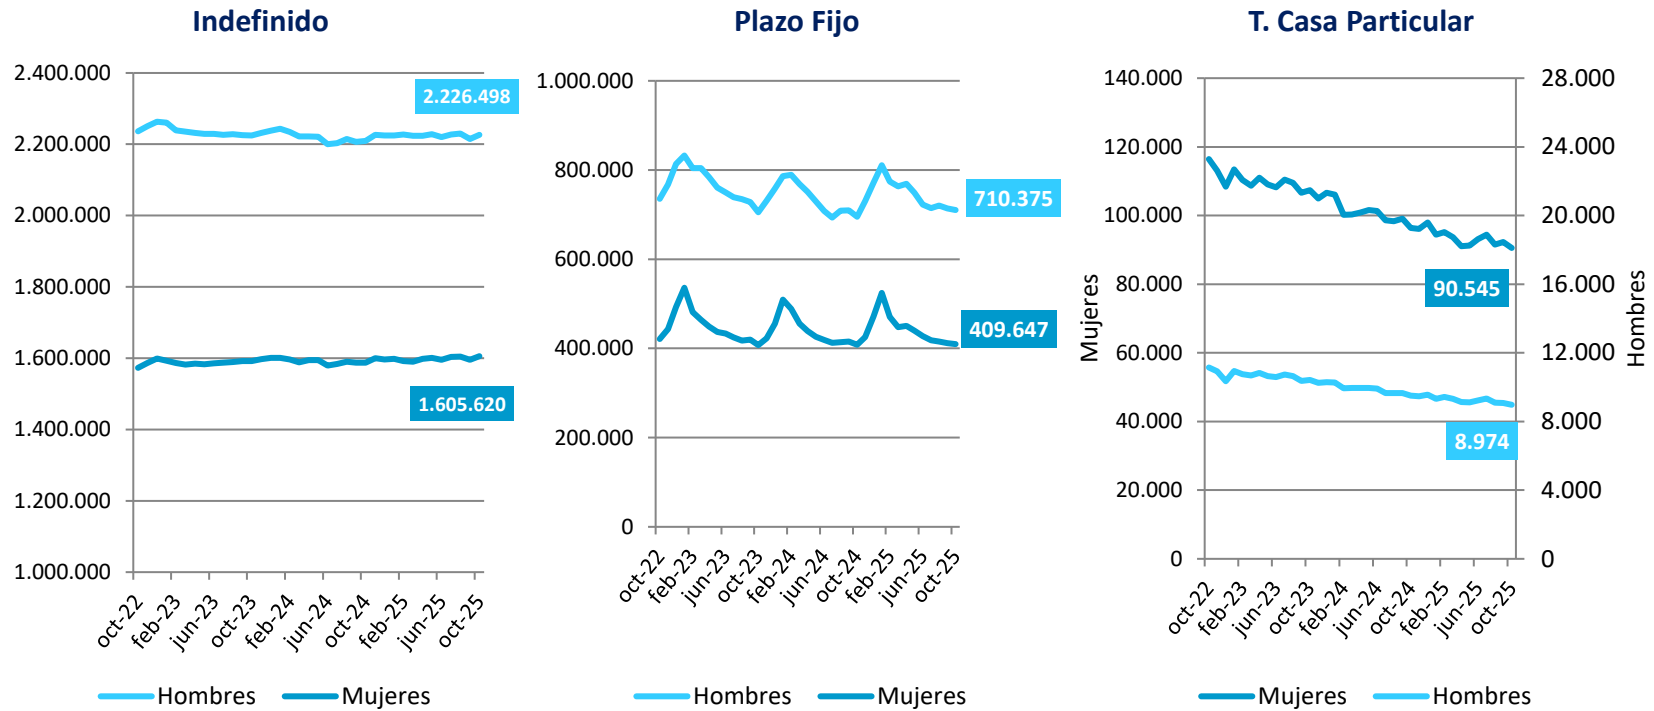 Indefinido
2.400.000
2.200.000
2.000.000
1.800.000
1.600.000
1.400.000
1.200.000
1.000.000
2.226.498
1.605.620
oct-22
feb-23
jun-23
oct-23
feb-24
jun-24
oct-24
feb-25
jun-25
oct-25
Hombres
Mujeres
Plazo Fijo
1.000.000
800.000
600.000
400.000
200.000
0
710.375
409.647
oct-22
feb-23
jun-23
oct-23
feb-24
jun-24
oct-24
feb-25
jun-25
oct-25
Hombres
Mujeres
T. Casa Particular
Mujeres
140.000
120.000
100.000
80.000
60.000
40.000
20.000
0
90.545
8.974
28.000
24.000
20.000
16.000
12.000
8.000
4.000
0
Hombres
oct-22
feb-23
jun-23
oct-23
feb-24
jun-24
oct-24
feb-25
jun-25
oct-25
Mujeres
Hombres